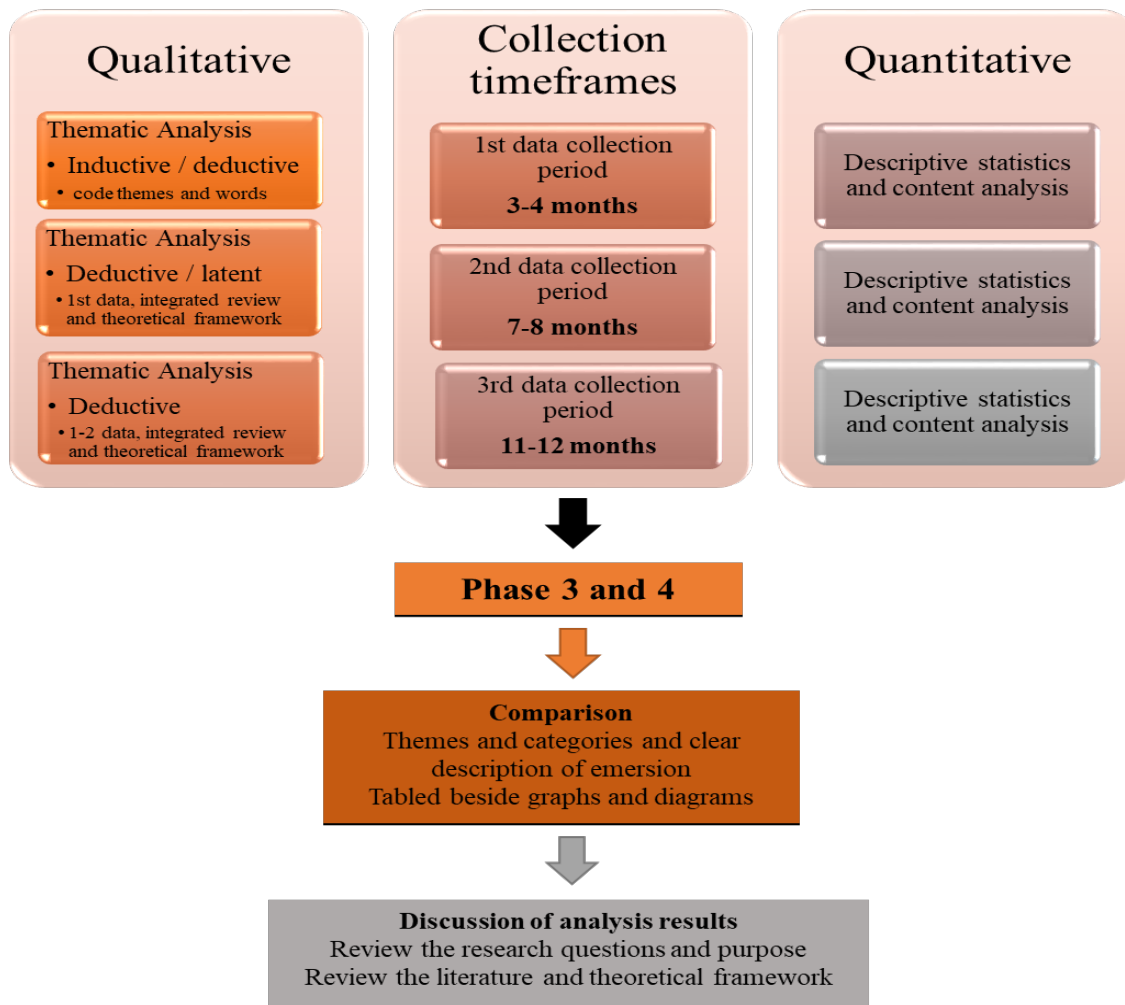 Qualitative
Thematic Analysis
• Inductive / deductive
• code themes and words
Thematic Analysis
• Deductive / latent
• 1st data, integrated review
and theoretical framework
Thematic Analysis
• Deductive
• 1-2 data, integrated review
and theoretical framework
Collection
timeframes
1st data collection
period
3-4 months
2nd data collection
period
7-8 months
3rd data collection
period
11-12 months
Quantitative
Descriptive statistics
and content analysis
Descriptive statistics
and content analysis
Descriptive statistics
and content analysis
Phase 3 and 4
Comparison
Themes and categories and clear
description of emersion
Tabled beside graphs and diagrams
Discussion of analysis results
Review the research questions and purpose
Review the literature and theoretical framework